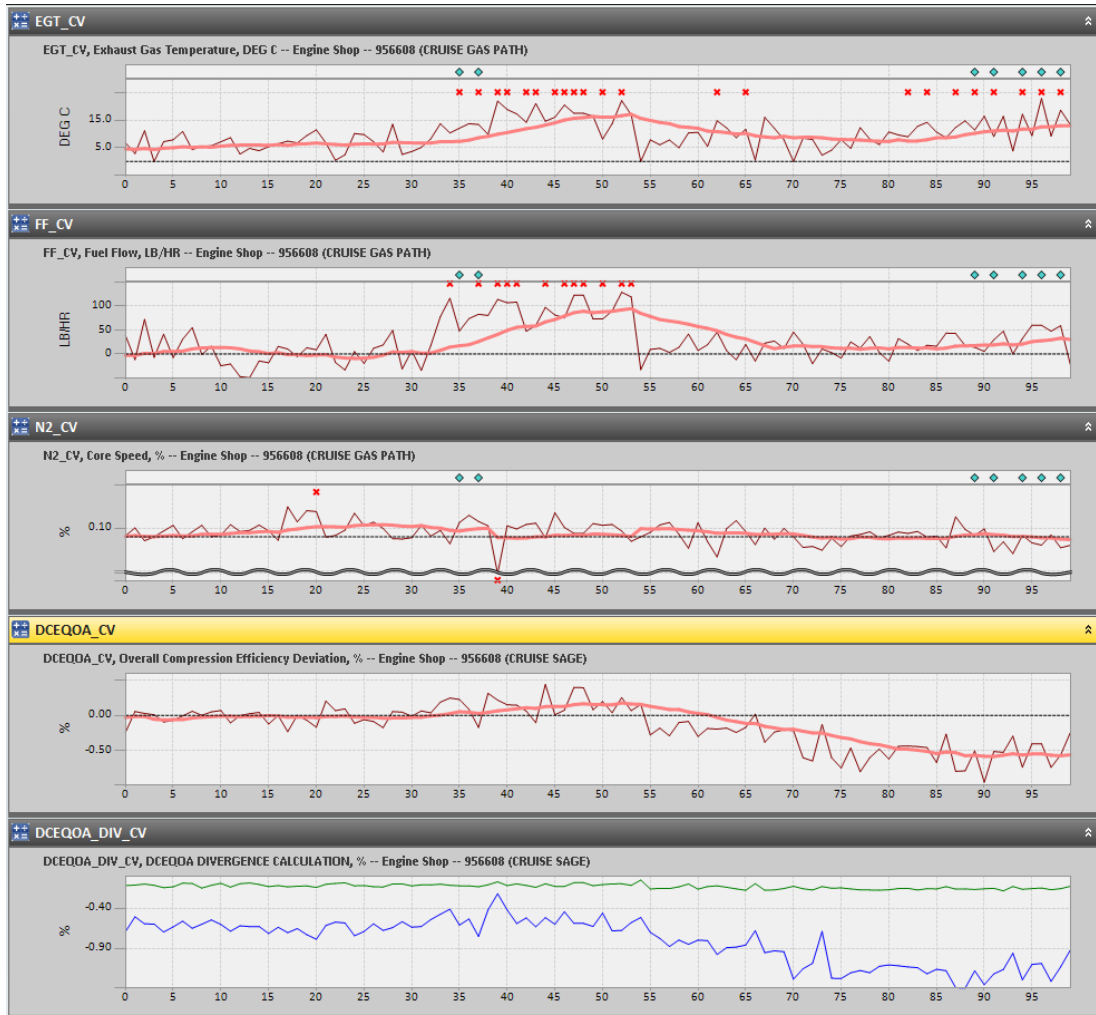 EGT_CV
EGT_CV, Exhaust Gas Temperature, DEG C -- Engine Shop -- 956608 (CRUISE GAS PATH)
DEG C
15.0
5.0
0 5 10 15 20 25 30 35 40 45 50 55 60 65 70 75 80 85 90 95
FF_CV
FF_CV, Fuel Flow, LB/HR -- Engine Shop -- 956608 (CRUISE GAS PATH)
LB/HR
100
50
0
0 5 10 15 20 25 30 35 40 45 50 55 60 65 70 75 80 85 90 95
N2_CV
N2_CV, Core Speed, % -- Engine Shop -- 956608 (CRUISE GAS PATH)
%
0.10
0 5 10 15 20 25 30 35 40 45 50 55 60 65 70 75 80 85 90 95
DCEQOA_CV
DCEQOA_CV, Overall Compression Efficiency Deviation, % -- Engine Shop -- 956608 (CRUISE SAGE)
%
0.00
-0.50
0 5 10 15 20 25 30 35 40 45 50 55 60 65 70 75 80 85 90 95
DCEQOA_DIV_CV
DCEQOA_DIV_CV, DCEQOA DIVERGENCE CALCULATION, % -- Engine Shop -- 956608 (CRUISE SAGE)
%
-0.40
-0.90
0 5 10 15 20 25 30 35 40 45 50 55 60 65 70 75 80 85 90 95